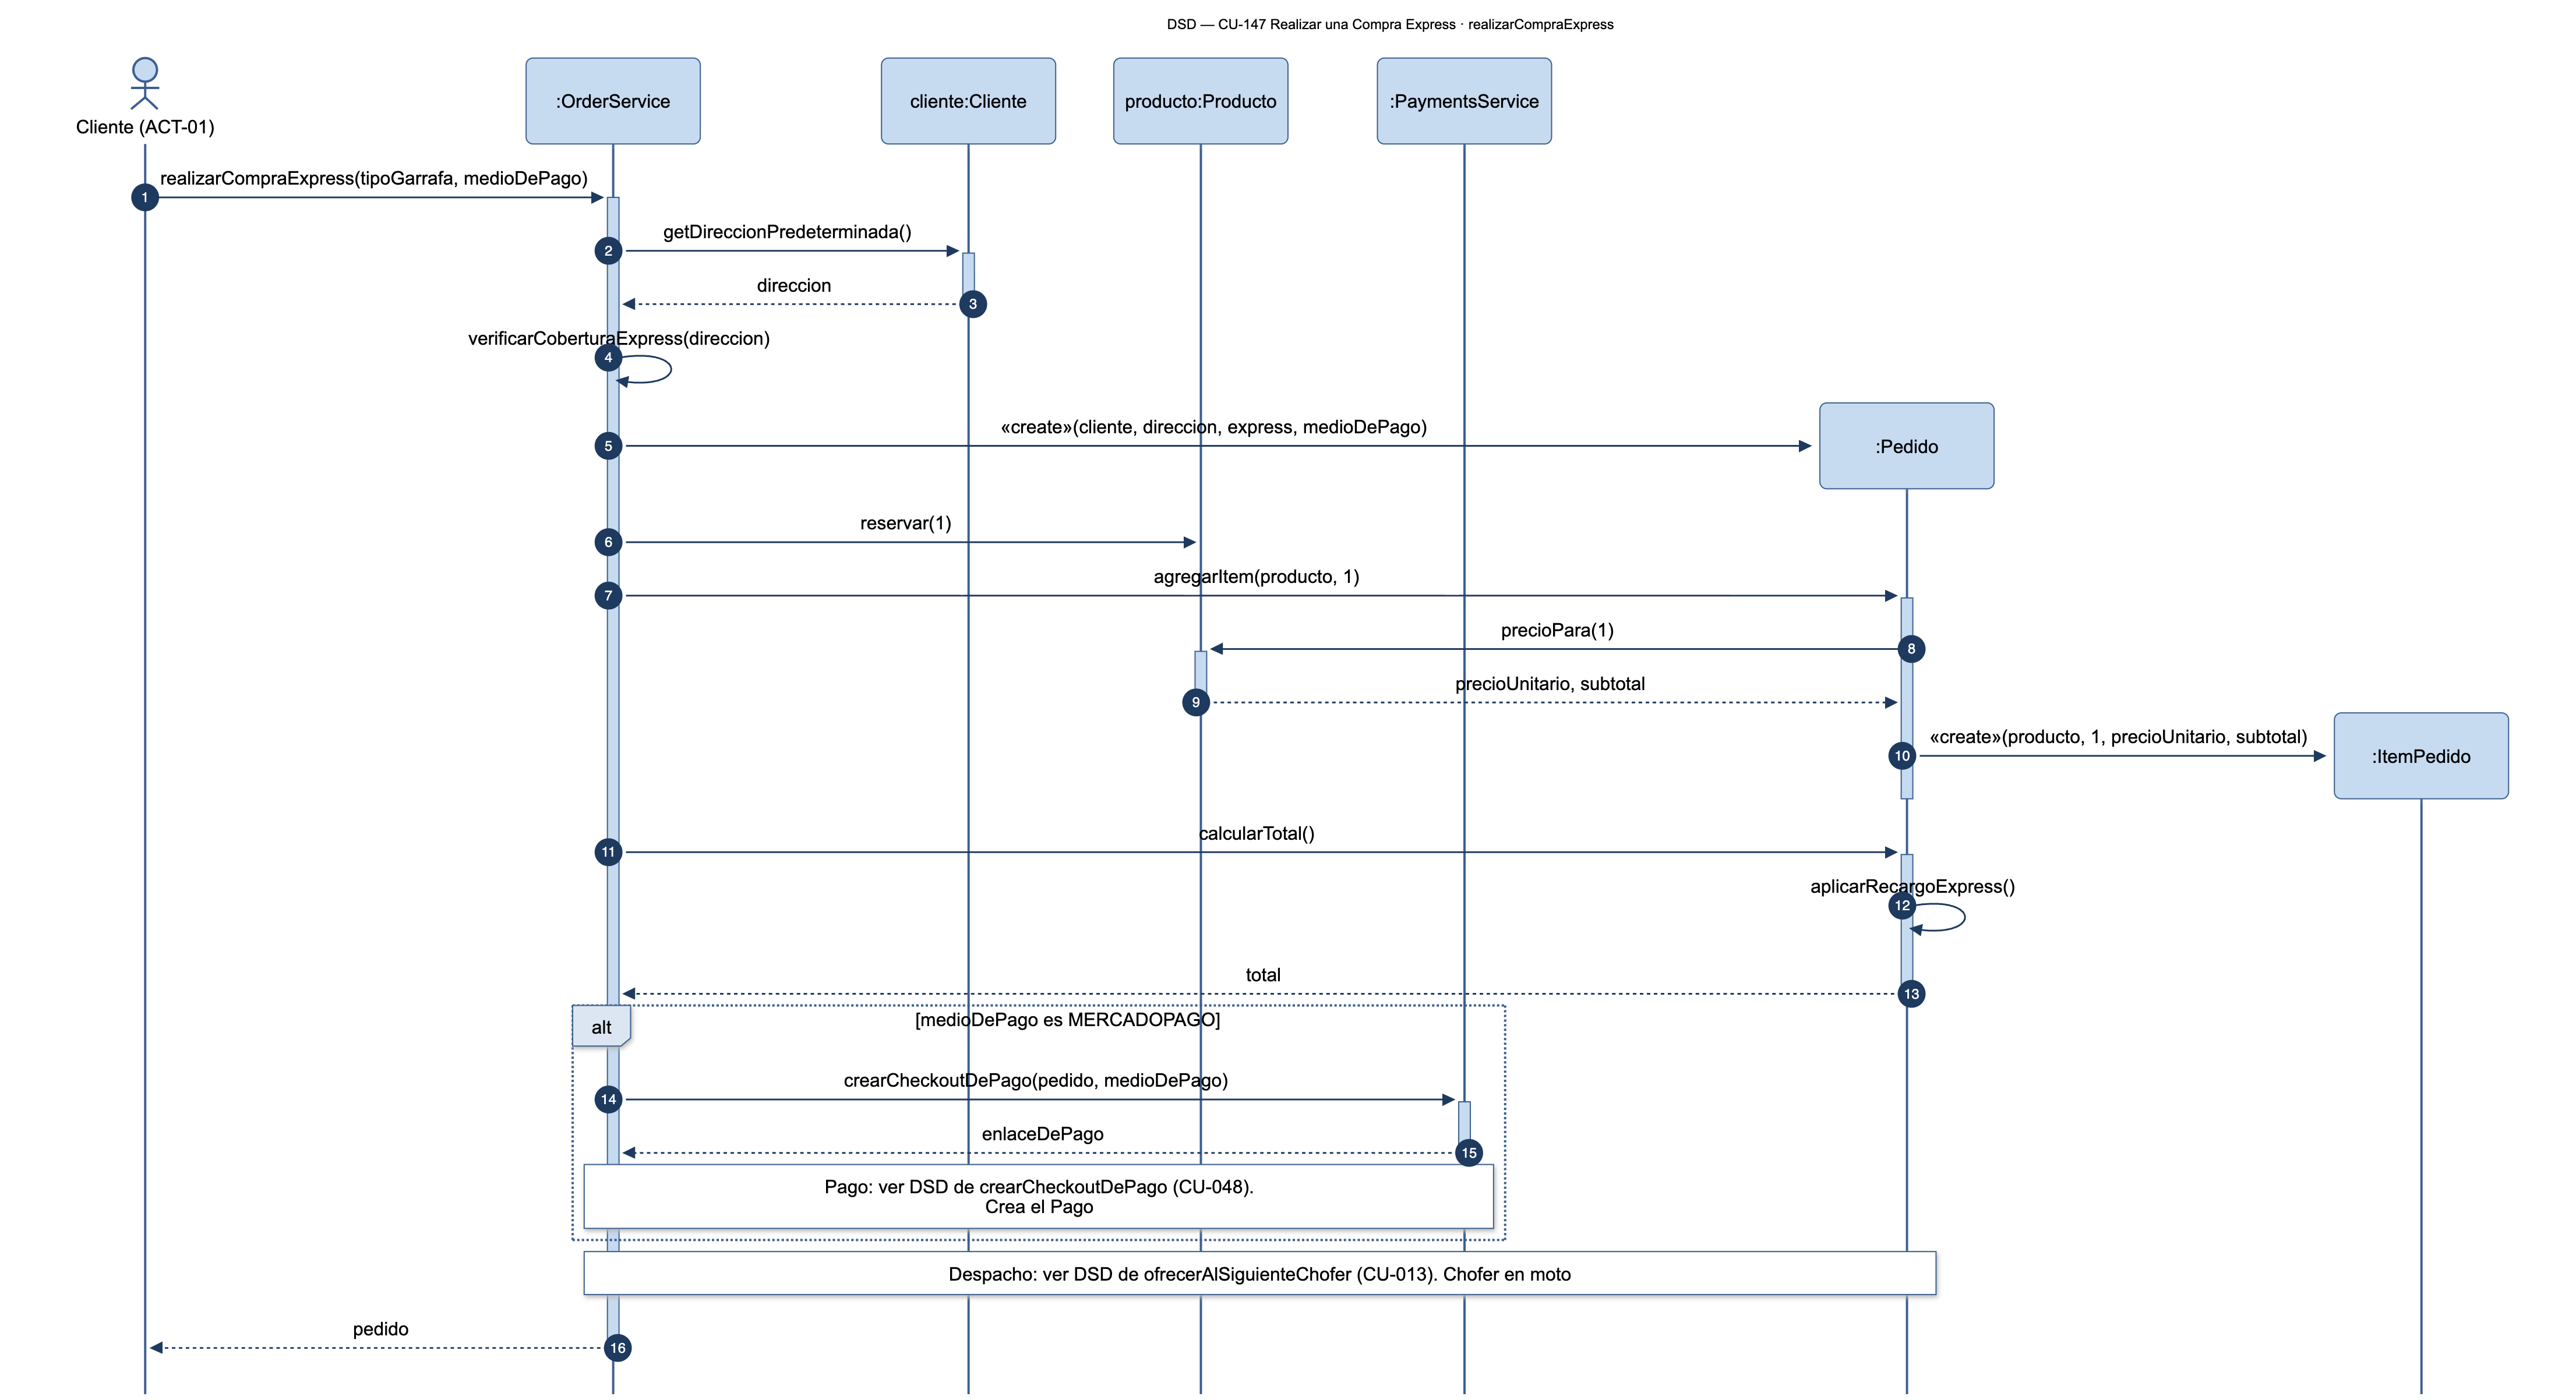 DSD — CU-147 Realizar una Compra Express · realizarCompraExpress
Cliente (ACT-01)
:OrderService
cliente:Cliente
producto:Producto
:PaymentsService
1
realizarCompraExpress(tipoGarrafa, medioDePago)
2
getDireccionPredeterminada()
direccion
3
verificarCoberturaExpress(direccion)
4
5
«create»(cliente, direccion, express, medioDePago)
:Pedido
6
reservar(1)
7
agregarItem(producto, 1)
precioPara(1)
8
9
precioUnitario, subtotal
10
«create»(producto, 1, precioUnitario, subtotal)
:ItemPedido
11
calcularTotal()
aplicarRecargoExpress()
12
total
13
alt
[medioDePago es MERCADOPAGO]
14
crearCheckoutDePago(pedido, medioDePago)
enlaceDePago
15
Pago: ver DSD de crearCheckoutDePago (CU-048).
Crea el Pago
Despacho: ver DSD de ofrecerAlSiguienteChofer (CU-013). Chofer en moto
pedido
16